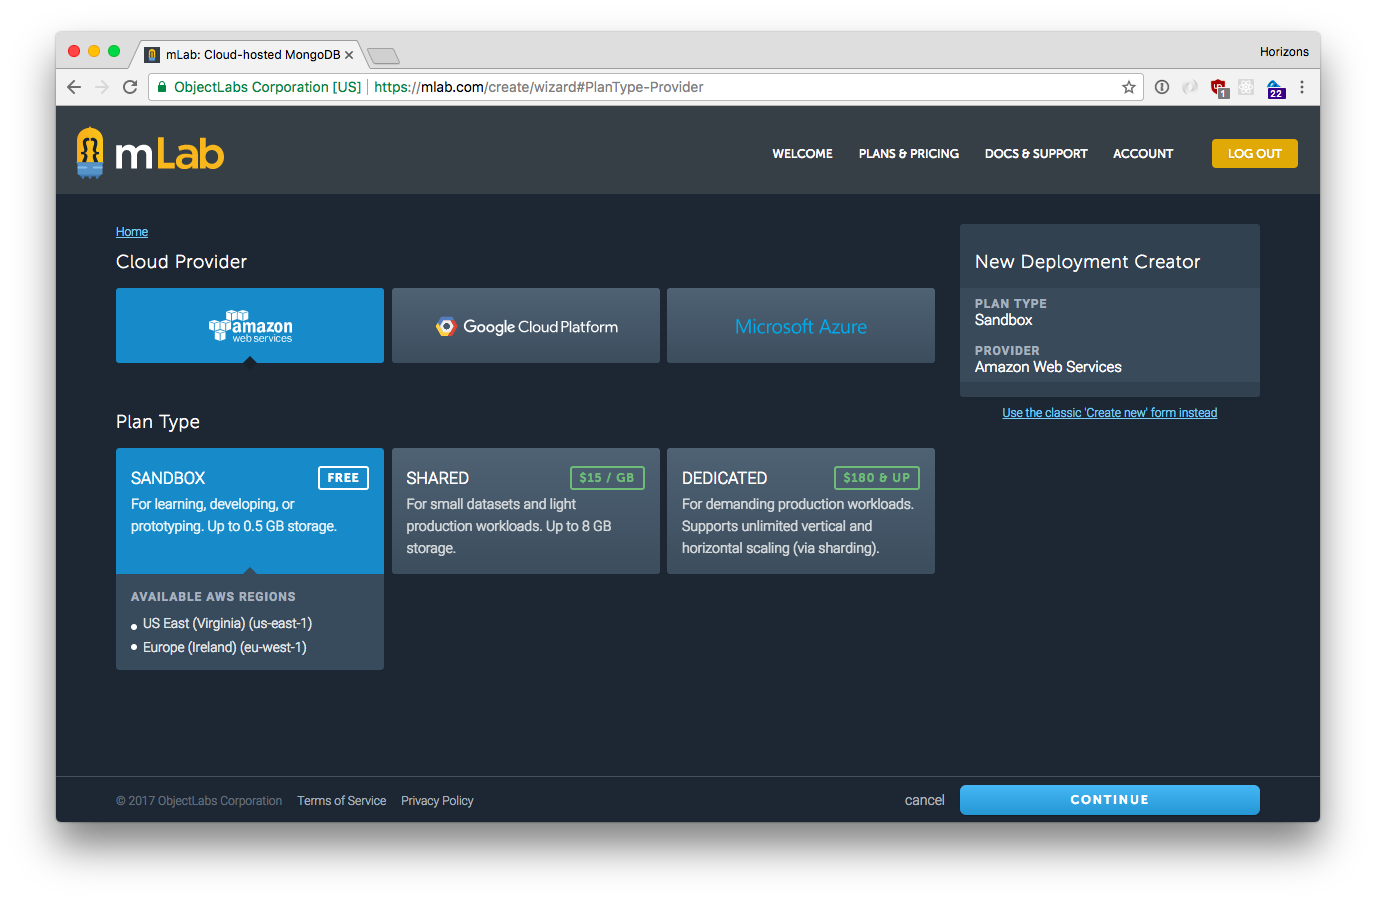 mLab: Cloud-hosted MongoDB
Horizons
ObjectLabs Corporation [US] https://mlab.com/create/wizard#PlanType-Provider
1
22
mLab
WELCOME
PLANS & PRICING
DOCS & SUPPORT
ACCOUNT
LOG OUT
Home
Cloud Provider
amazon
web services
Google Cloud Platform
Microsoft Azure
Plan Type
SANDBOX
FREE
For learning, developing, or
prototyping. Up to 0.5 GB storage.
AVAILABLE AWS REGIONS
US East (Virginia) (us-east-1)
Europe (Ireland) (eu-west-1)
SHARED
$15 / GB
For small datasets and light
production workloads. Up to 8 GB
storage.
DEDICATED
$180 & UP
For demanding production workloads.
Supports unlimited vertical and
horizontal scaling (via sharding).
New Deployment Creator
PLAN TYPE
Sandbox
PROVIDER
Amazon Web Services
Use the classic 'Create new' form instead
© 2017 ObjectLabs Corporation
Terms of Service
Privacy Policy
cancel
CONTINUE